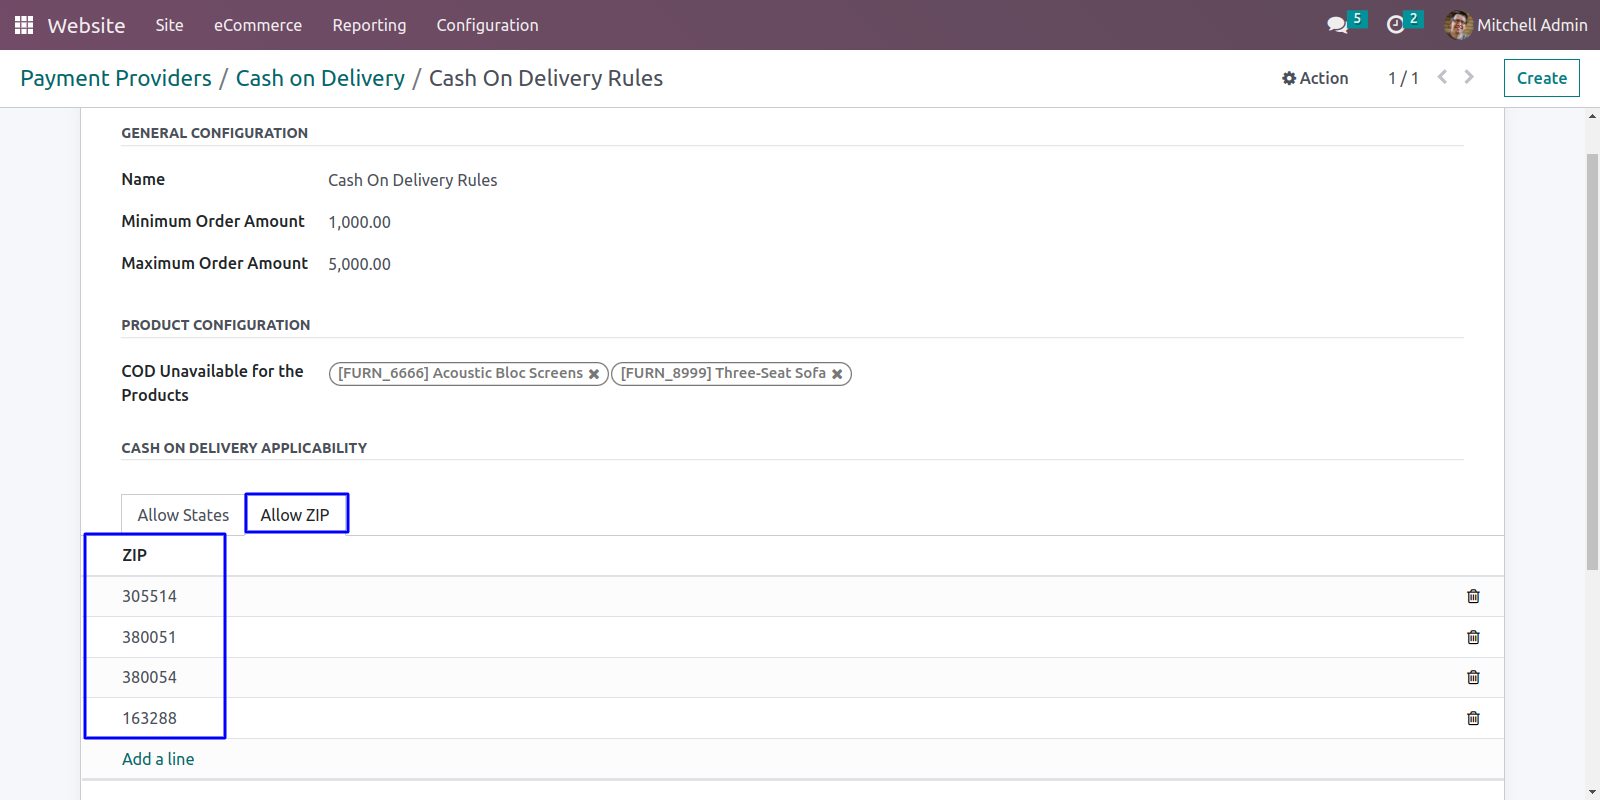 Website Site eCommerce Reporting Configuration 5 2 Mitchell Admin
Payment Providers / Cash on Delivery / Cash On Delivery Rules Action 1 / 1 Create
GENERAL CONFIGURATION
Name Cash On Delivery Rules
Minimum Order Amount 1,000.00
Maximum Order Amount 5,000.00
PRODUCT CONFIGURATION
COD Unavailable for the Products [FURN_6666] Acoustic Bloc Screens [FURN_8999] Three-Seat Sofa
CASH ON DELIVERY APPLICABILITY
Allow States Allow ZIP
ZIP
305514
380051
380054
163288
Add a line